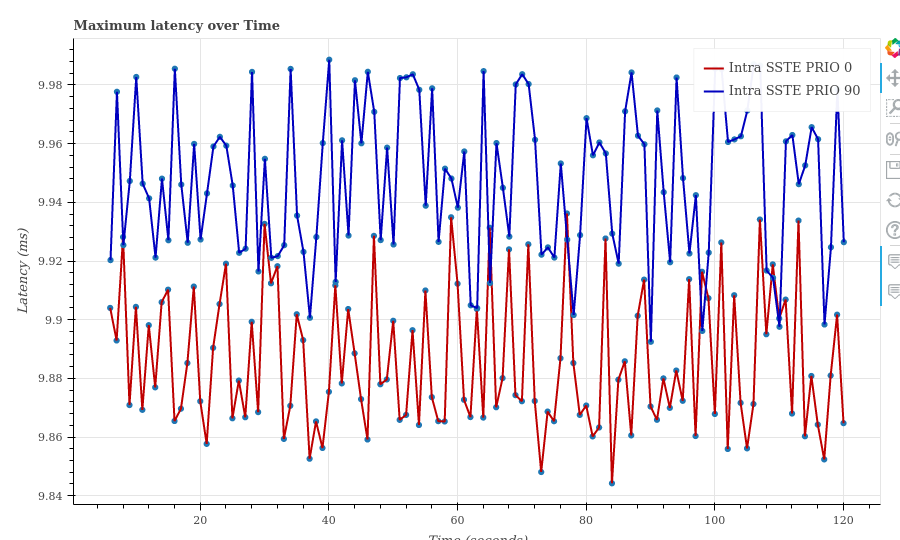 Maximum latency over Time
Intra SSTE PRIO 0
Intra SSTE PRIO 90
Latency (ms)
9.98
9.96
9.94
9.92
9.9
9.88
9.86
9.84
20
40
60
80
100
120
Time (seconds)